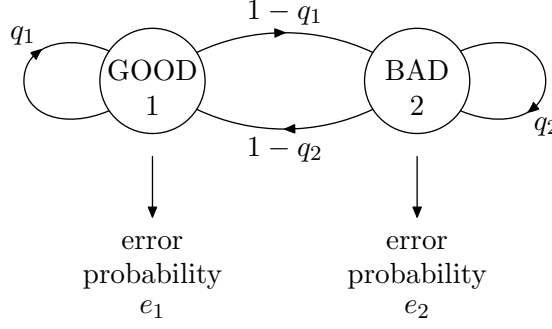 1 − q₁
q₁
GOOD
1
BAD
2
q₂
1 − q₂
error
probability
e₁
error
probability
e₂